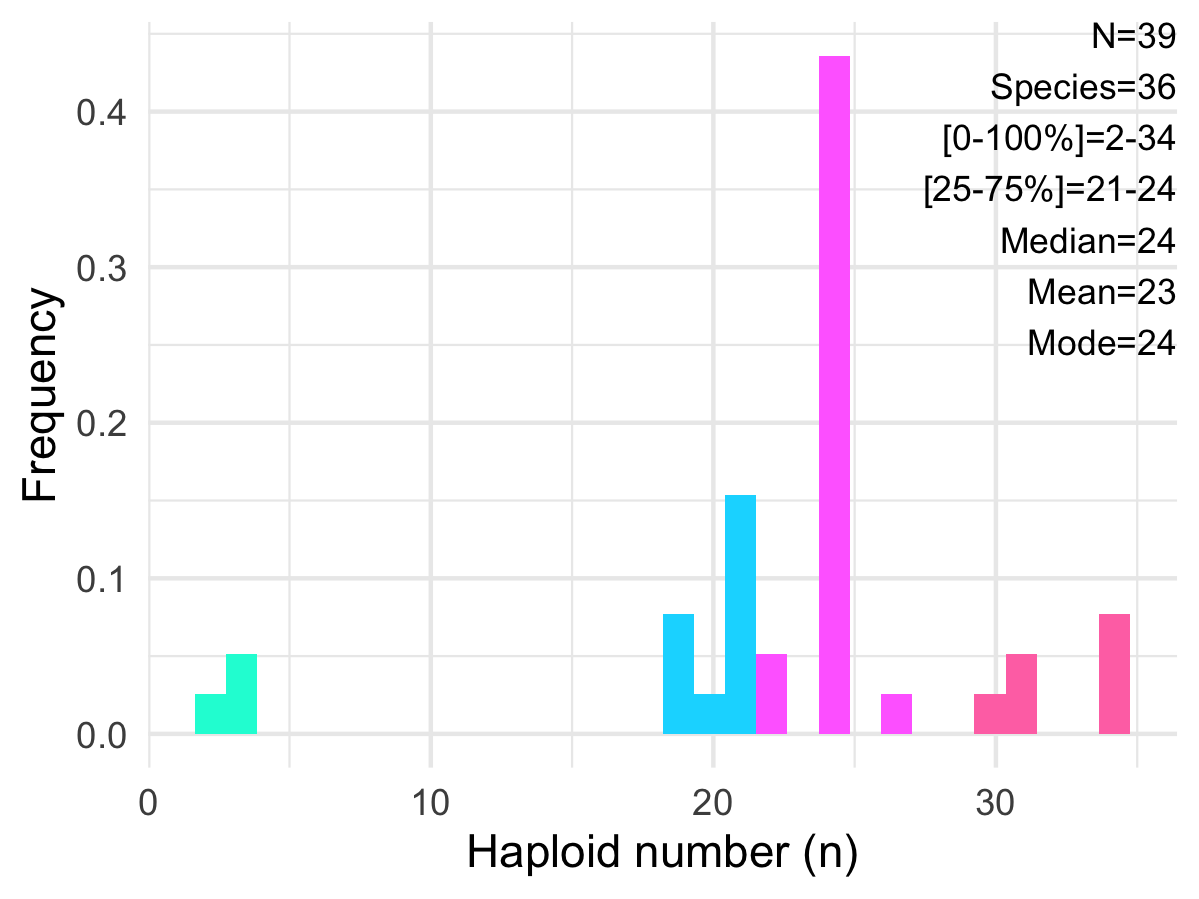 N=39
Species=36
[0-100%]=2-34
[25-75%]=21-24
Median=24
Mean=23
Mode=24
0.4
0.3
0.2
0.1
0.0
Frequency
0 10 20 30
Haploid number (n)